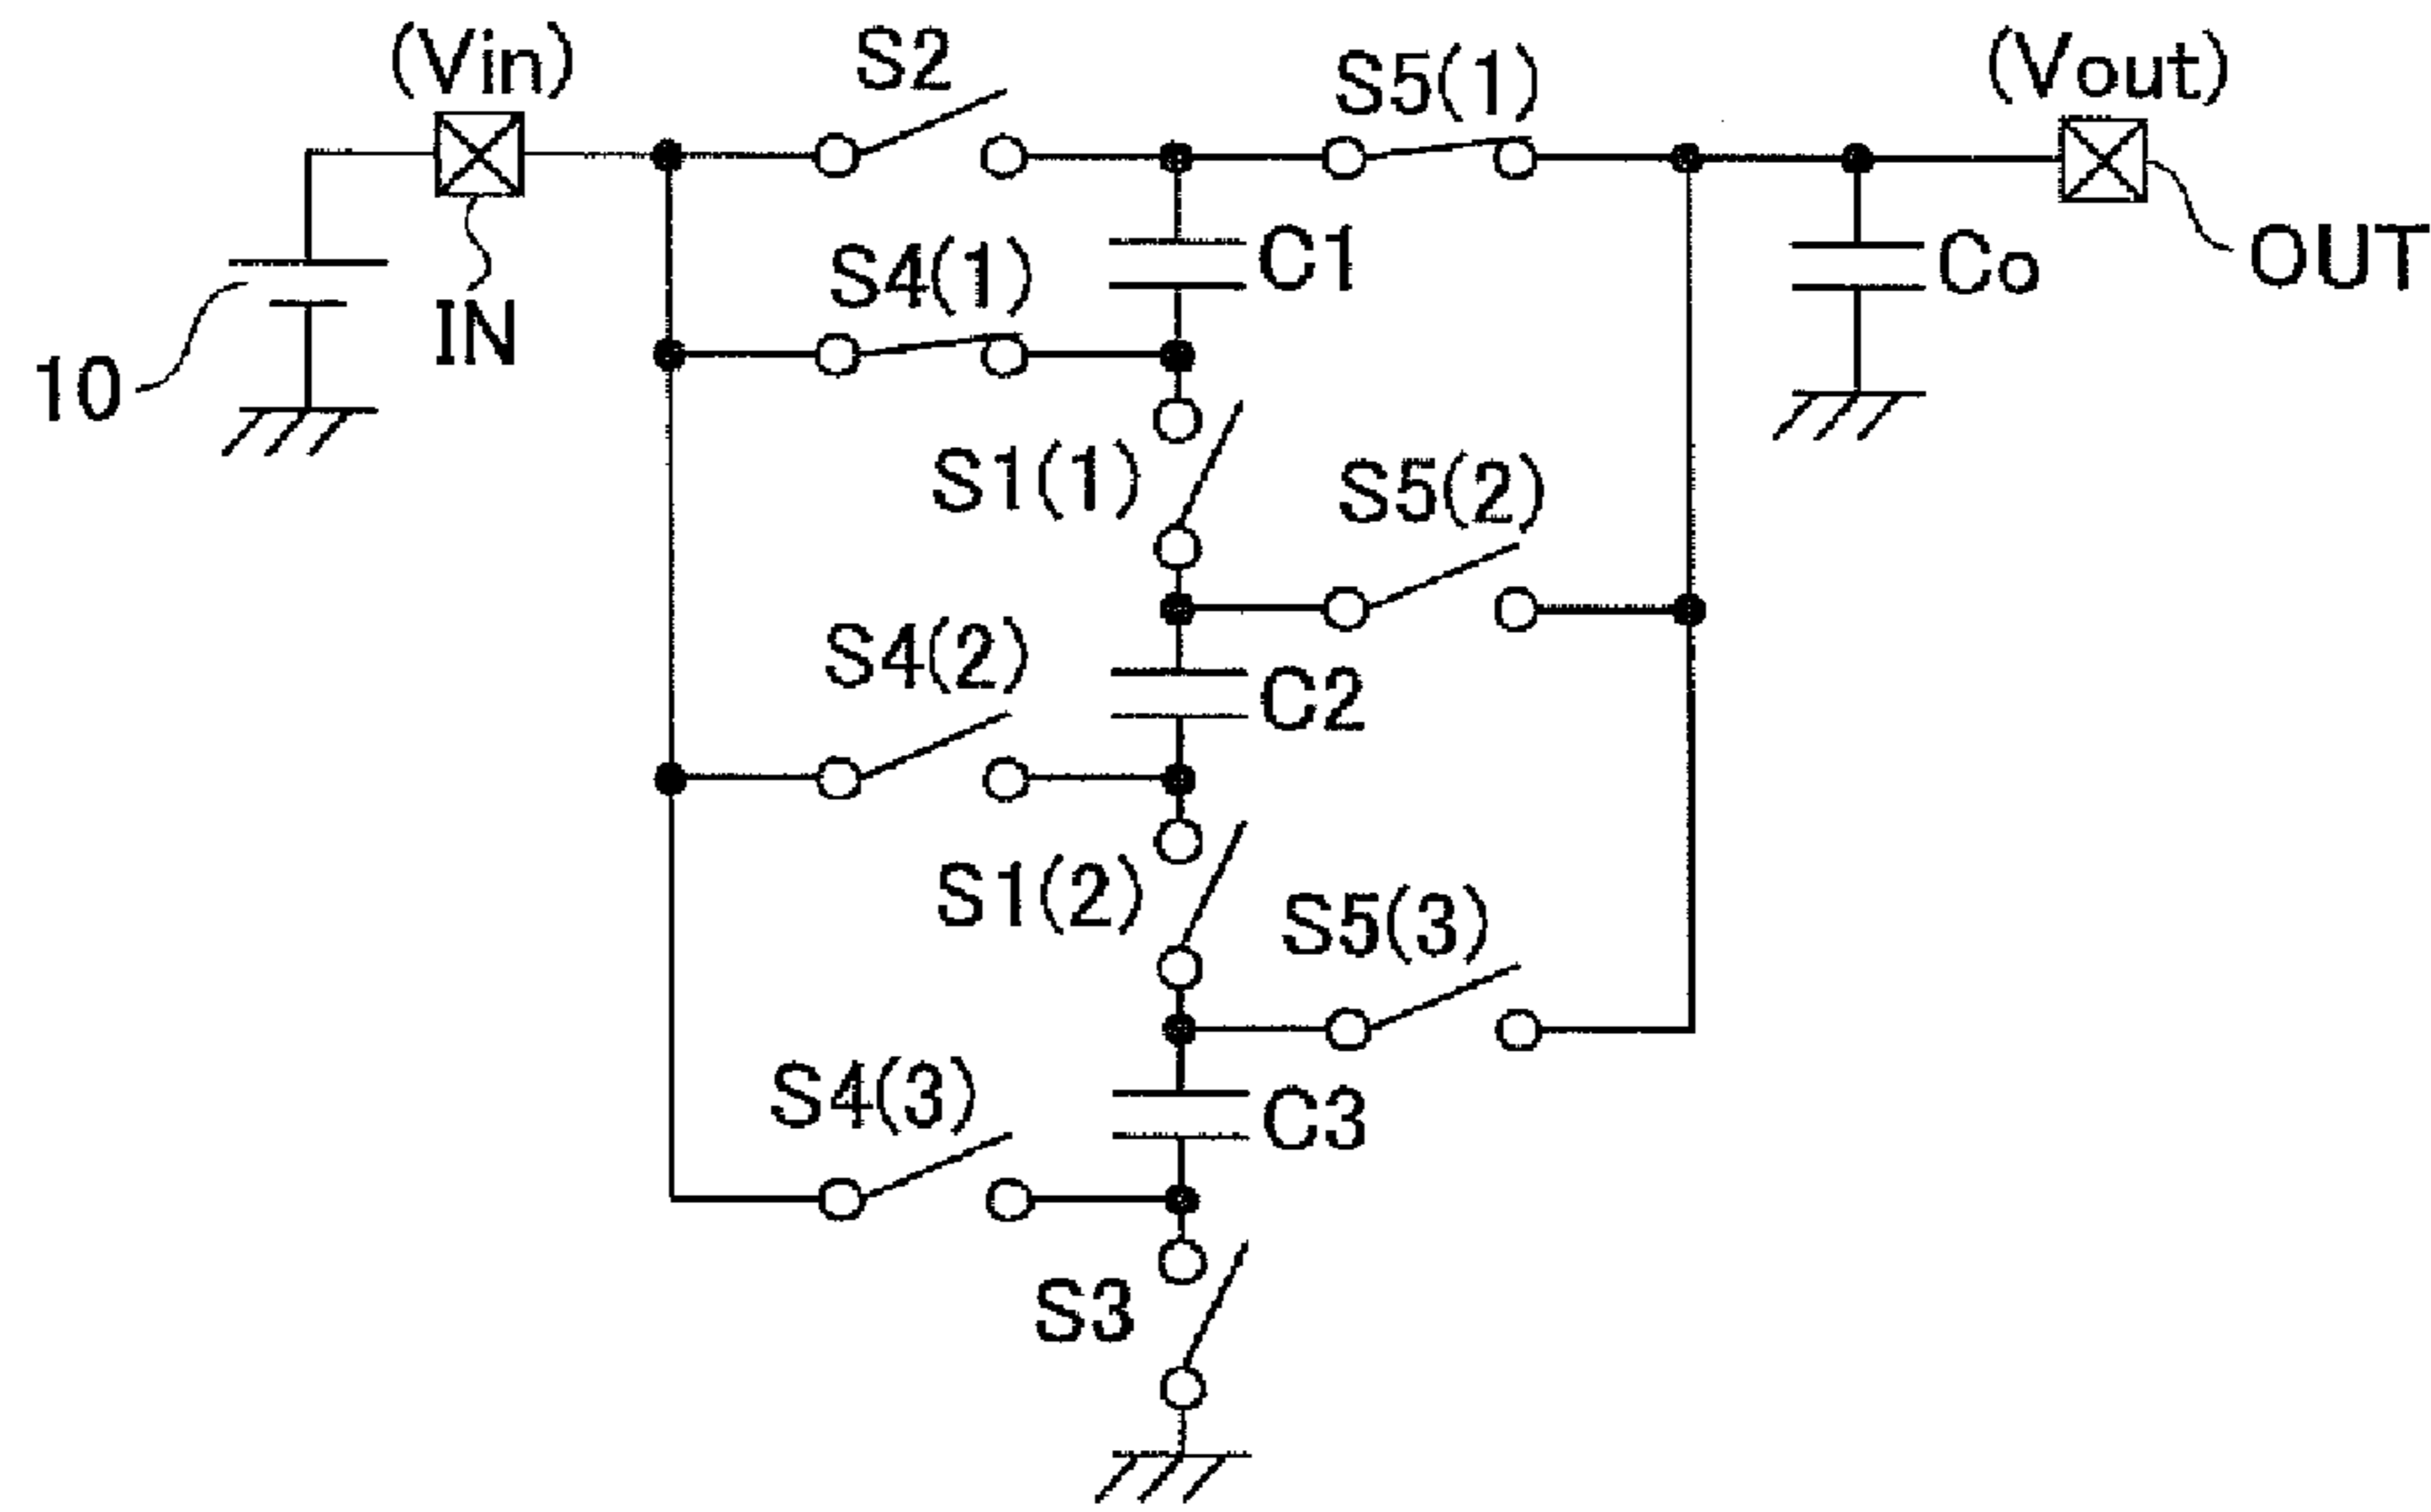 (Vin)
S2
S5(1)
(Vout)
S4(1)
C1
Co
OUT
10
IN
S1(1)
S5(2)
S4(2)
C2
S1(2)
S5(3)
S4(3)
C3
S3